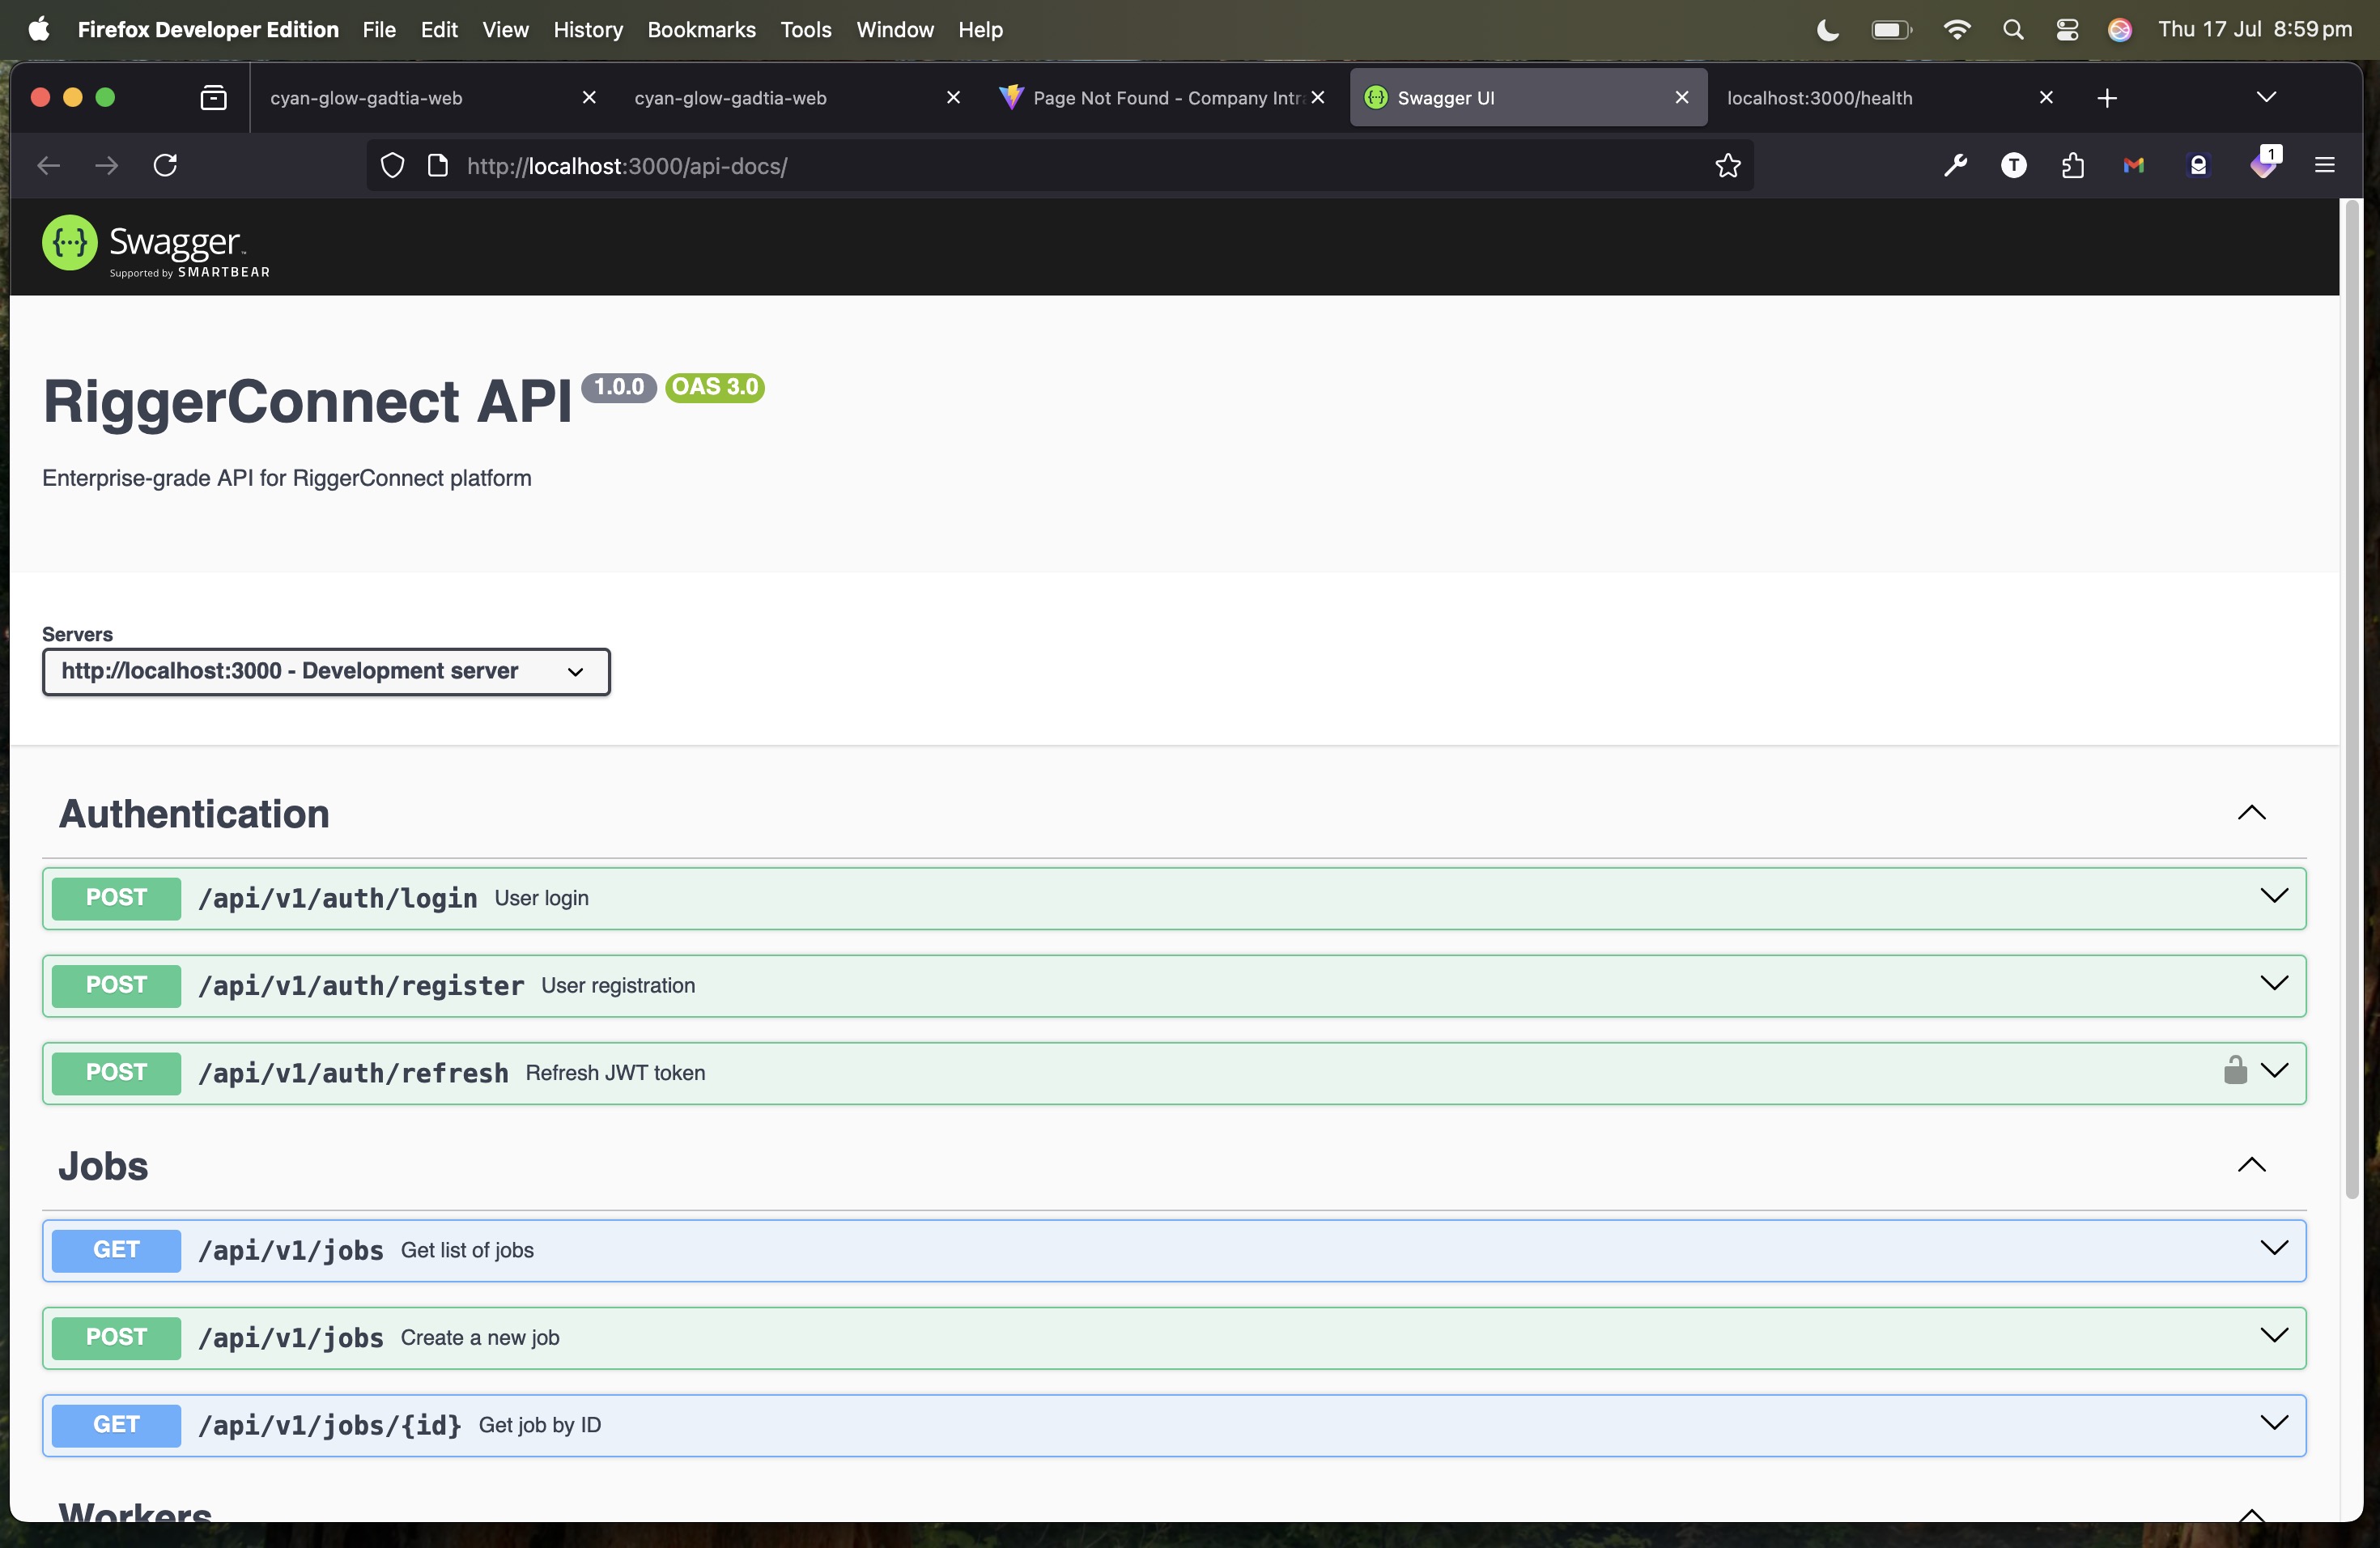 Firefox Developer Edition File Edit View History Bookmarks Tools Window Help Thu 17 Jul 8:59 pm
cyan-glow-gadtia-web cyan-glow-gadtia-web Page Not Found - Company Intr Swagger UI localhost:3000/health
http://localhost:3000/api-docs/ T 1
Swagger
Supported by SMARTBEAR
RiggerConnect API 1.0.0 OAS 3.0
Enterprise-grade API for RiggerConnect platform
Servers
http://localhost:3000 - Development server
Authentication
POST /api/v1/auth/login User login
POST /api/v1/auth/register User registration
POST /api/v1/auth/refresh Refresh JWT token
Jobs
GET /api/v1/jobs Get list of jobs
POST /api/v1/jobs Create a new job
GET /api/v1/jobs/{id} Get job by ID
Workers